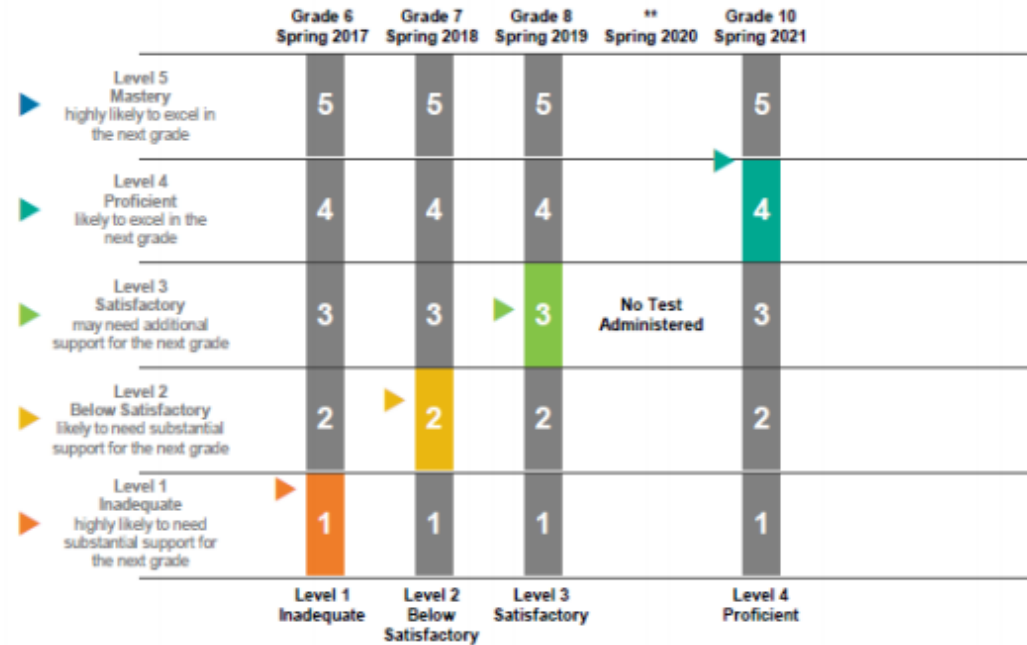 Grade 6 Grade 7 Grade 8 ** Grade 10
Spring 2017 Spring 2018 Spring 2019 Spring 2020 Spring 2021
Level 5
Mastery
highly likely to excel in
the next grade
5 5 5 5
Level 4
Proficient
likely to excel in the
next grade
4 4 4 4
Level 3
Satisfactory
may need additional
support for the next grade
3 3 3 No Test
Administered 3
Level 2
Below Satisfactory
likely to need substantial
support for the next grade
2 2 2 2
Level 1
Inadequate
highly likely to need
substantial support for
the next grade
1 1 1 1
Level 1 Level 2 Level 3 Level 4
Inadequate Below Satisfactory Proficient
Satisfactory